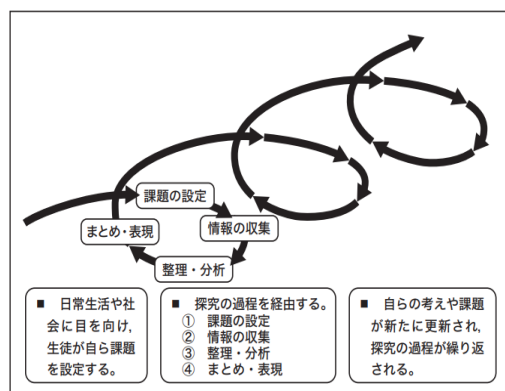 課題の設定
まとめ・表現
情報の収集
整理・分析
■ 日常生活や社
会に目を向け,
生徒が自ら課題
を設定する。
■ 探究の過程を経由する。
① 課題の設定
② 情報の収集
③ 整理・分析
④ まとめ・表現
■ 自らの考えや課題
が新たに更新され,
探究の過程が繰り返
される。